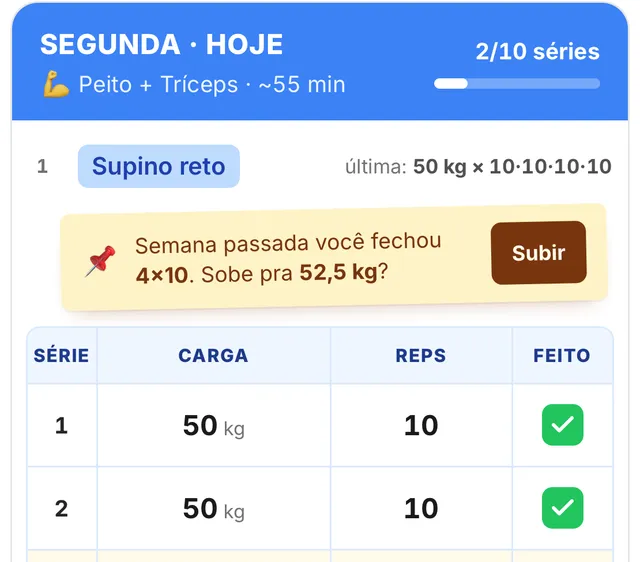 SEGUNDA · HOJE
2/10 séries
💪 Peito + Tríceps · ~55 min
1 Supino reto última: 50 kg × 10·10·10·10
📌 Semana passada você fechou
4×10. Sobe pra 52,5 kg?
Subir
SÉRIE CARGA REPS FEITO
1 50 kg 10 ✓
2 50 kg 10 ✓